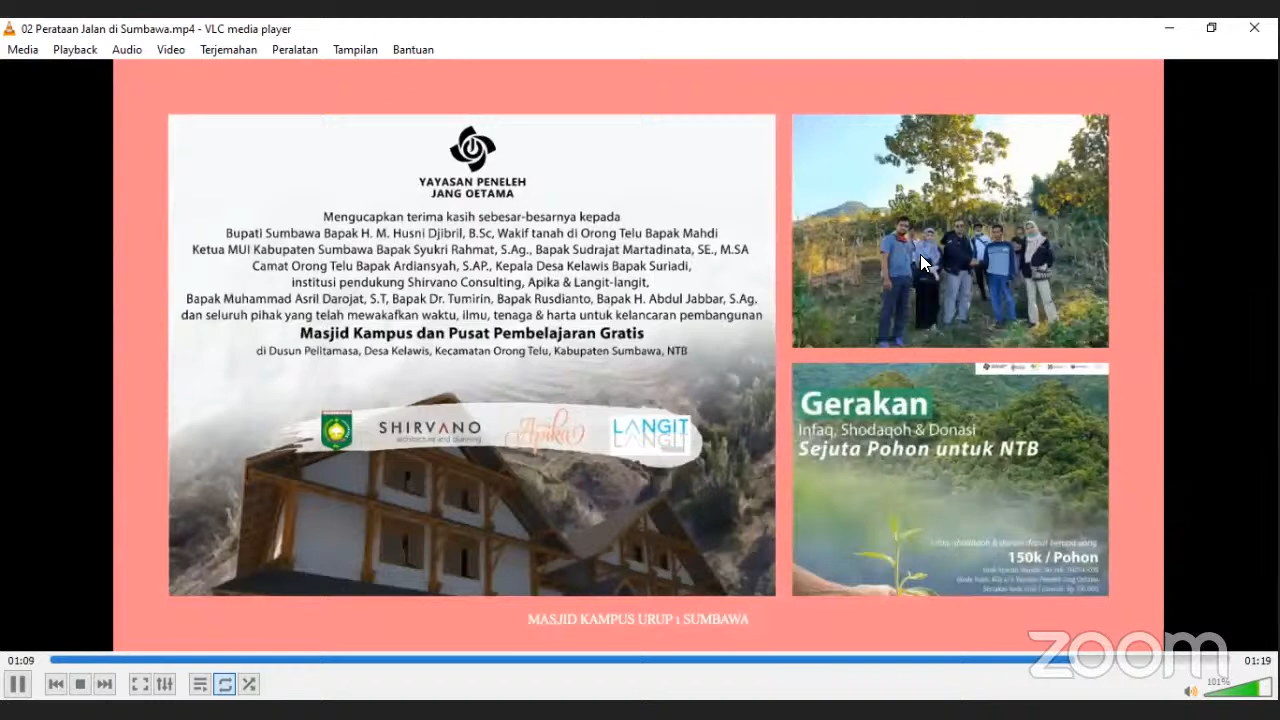 02 Perataan Jalan di Sumbawa.mp4 - VLC media player
Media Playback Audio Video Terjemahan Peralatan Tampilan Bantuan
YAYASAN PENELEH
JANG OETAMA
Mengucapkan terima kasih sebesar-besarnya kepada
Bupati Sumbawa Bapak H. M. Husni Djibril, B.Sc, Wakif tanah di Orong Telu Bapak Mahdi
Ketua MUI Kabupaten Sumbawa Bapak Syukri Rahmat, S.Ag., Bapak Sudrajat Martadinata, SE., M.SA
Camat Orong Telu Bapak Ardiansyah, S.AP., Kepala Desa Kelawis Bapak Suriadi,
institusi pendukung Shirvano Consulting, Apika & Langit-langit,
Bapak Muhammad Asril Darojat, S.T, Bapak Dr. Tumirin, Bapak Rusdianto, Bapak H. Abdul Jabbar, S.Ag,
dan seluruh pihak yang telah mewakafkan waktu, ilmu, tenaga & harta untuk kelancaran pembangunan
Masjid Kampus dan Pusat Pembelajaran Gratis
di Dusun Pelitamasa, Desa Kelawis, Kecamatan Orong Telu, Kabupaten Sumbawa, NTB
SHIRVANO
architecture and planning
Apika
LANGIT
LANGIT
Gerakan
Infaq, Shodaqoh & Donasi
Sejuta Pohon untuk NTB
150k / Pohon
MASJID KAMPUS URUP 1 SUMBAWA
zoom
01:09
01:19
101%